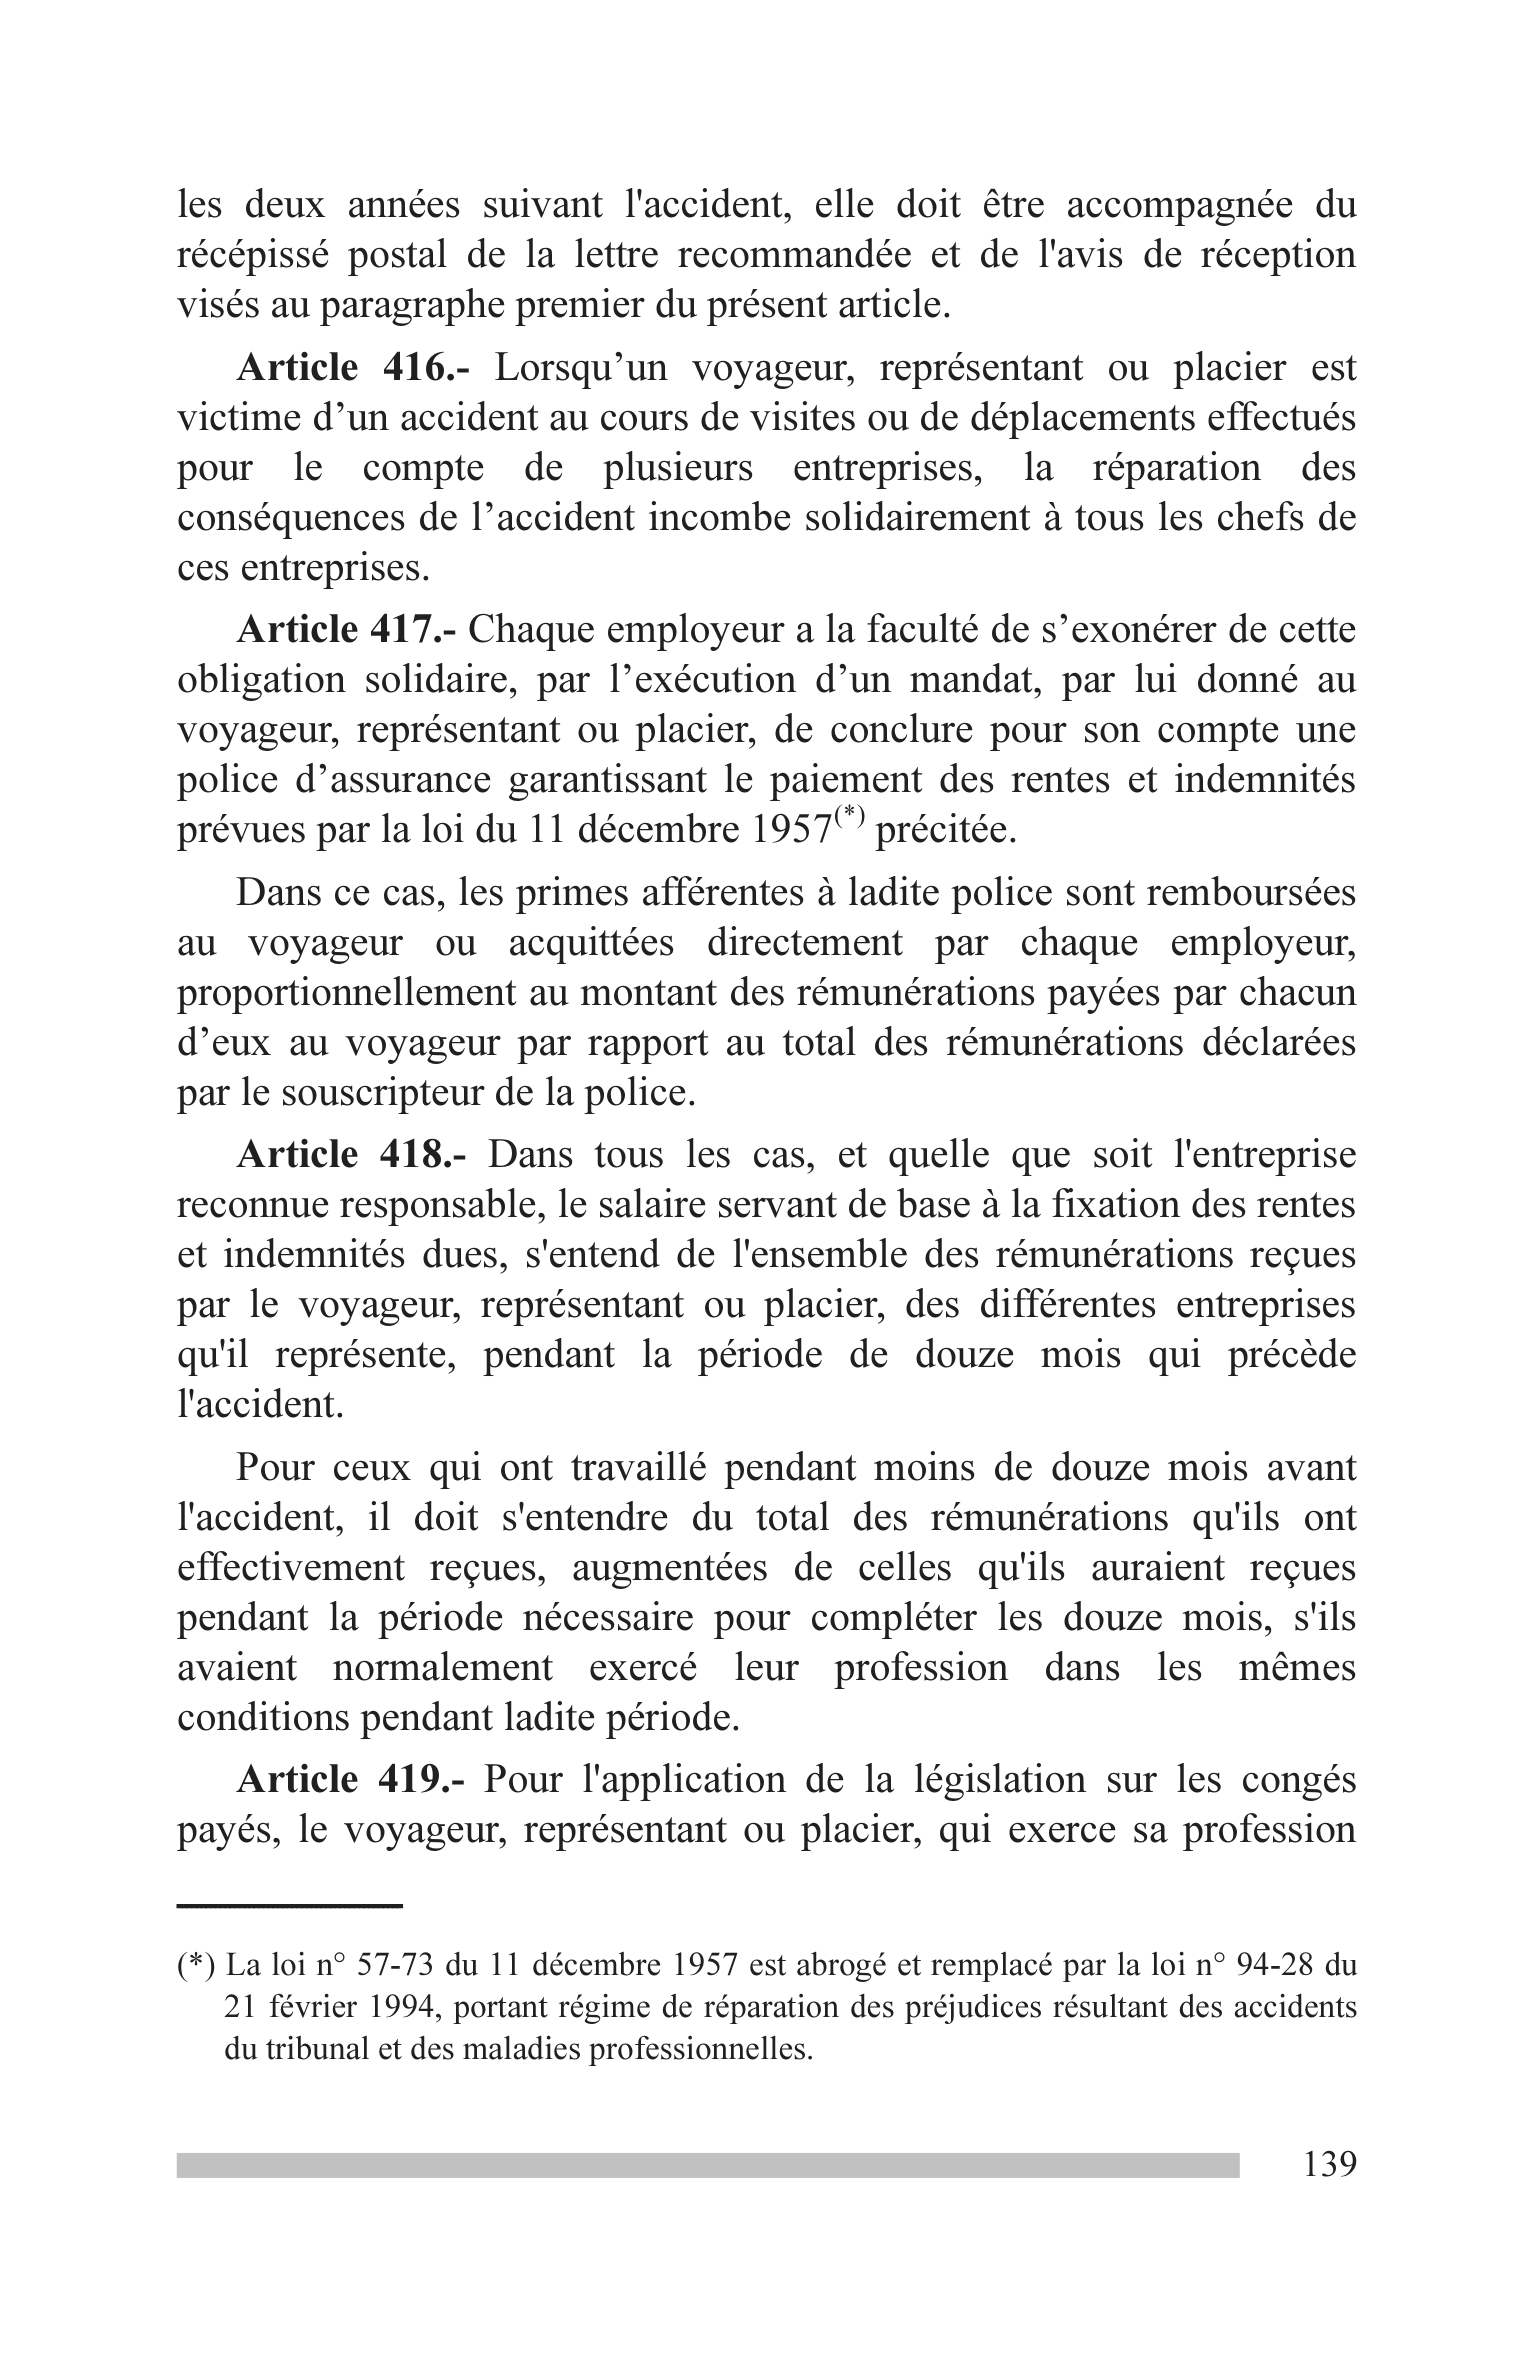 les deux années suivant l'accident, elle doit être accompagnée du
récépissé postal de la lettre recommandée et de l'avis de réception
visés au paragraphe premier du présent article.
Article 416.- Lorsqu’un voyageur, représentant ou placier est
victime d’un accident au cours de visites ou de déplacements effectués
pour le compte de plusieurs entreprises, la réparation des
conséquences de l’accident incombe solidairement à tous les chefs de
ces entreprises.
Article 417.- Chaque employeur a la faculté de s’exonérer de cette
obligation solidaire, par l’exécution d’un mandat, par lui donné au
voyageur, représentant ou placier, de conclure pour son compte une
police d’assurance garantissant le paiement des rentes et indemnités
prévues par la loi du 11 décembre 1957(*) précitée.
Dans ce cas, les primes afférentes à ladite police sont remboursées
au voyageur ou acquittées directement par chaque employeur,
proportionnellement au montant des rémunérations payées par chacun
d’eux au voyageur par rapport au total des rémunérations déclarées
par le souscripteur de la police.
Article 418.- Dans tous les cas, et quelle que soit l'entreprise
reconnue responsable, le salaire servant de base à la fixation des rentes
et indemnités dues, s'entend de l'ensemble des rémunérations reçues
par le voyageur, représentant ou placier, des différentes entreprises
qu'il représente, pendant la période de douze mois qui précède
l'accident.
Pour ceux qui ont travaillé pendant moins de douze mois avant
l'accident, il doit s'entendre du total des rémunérations qu'ils ont
effectivement reçues, augmentées de celles qu'ils auraient reçues
pendant la période nécessaire pour compléter les douze mois, s'ils
avaient normalement exercé leur profession dans les mêmes
conditions pendant ladite période.
Article 419.- Pour l'application de la législation sur les congés
payés, le voyageur, représentant ou placier, qui exerce sa profession
(*) La loi n° 57-73 du 11 décembre 1957 est abrogé et remplacé par la loi n° 94-28 du
21 février 1994, portant régime de réparation des préjudices résultant des accidents
du tribunal et des maladies professionnelles.
139